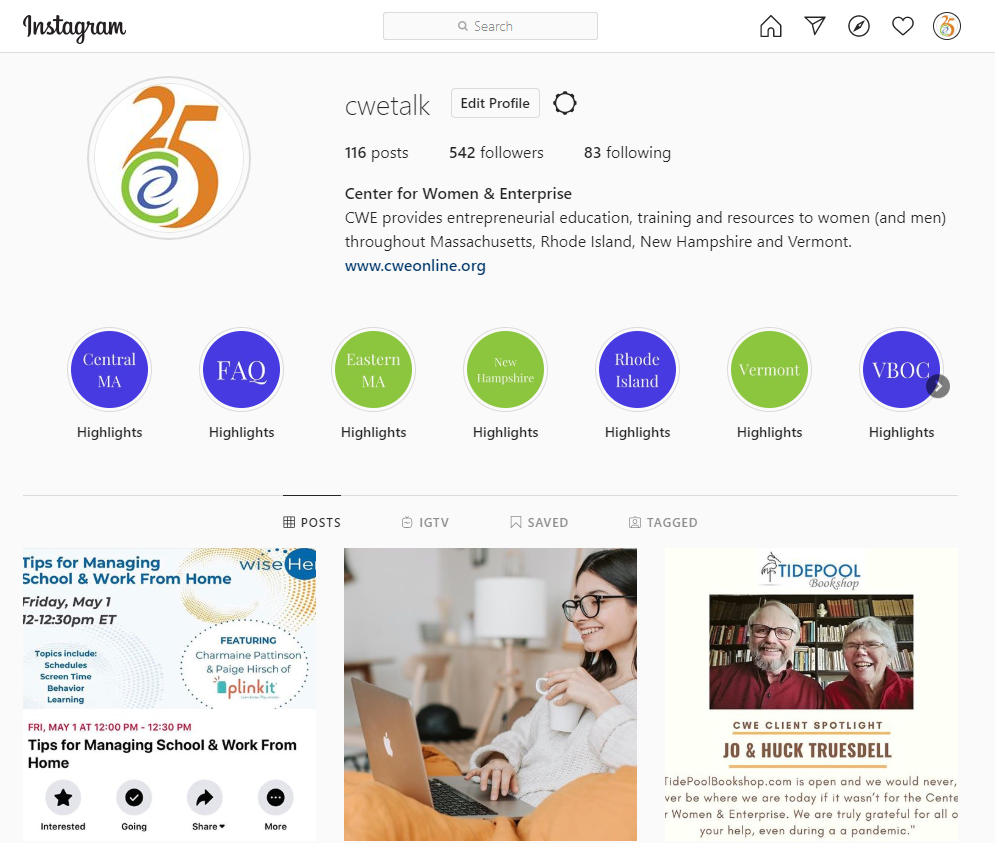 Instagram
Search
25
cwetalk
Edit Profile
116 posts 542 followers 83 following
Center for Women & Enterprise
CWE provides entrepreneurial education, training and resources to women (and men)
throughout Massachusetts, Rhode Island, New Hampshire and Vermont.
www.cweonline.org
Central
MA
FAQ
Eastern
MA
New
Hampshire
Rhode
Island
Vermont
VBOC
Highlights Highlights Highlights Highlights Highlights Highlights Highlights
POSTS IGTV SAVED TAGGED
Tips for Managing
School & Work From Home
wiseHe
Friday, May 1
12-12:30pm ET
Topics include:
Schedules
Screen Time
Behavior
Learning
FEATURING
Charmaine Pattinson
& Paige Hirsch of
plinkit
FRI, MAY 1 AT 12:00 PM - 12:30 PM
Tips for Managing School & Work From
Home
Interested Going Share More
TIDEPOOL
Bookshop
CWE CLIENT SPOTLIGHT
JO & HUCK TRUESDELL
TidePoolBookshop.com is open and we would never,
ver be where we are today if it wasn't for the Cente
r Women & Enterprise. We are truly grateful for all o
your help, even during a a pandemic."